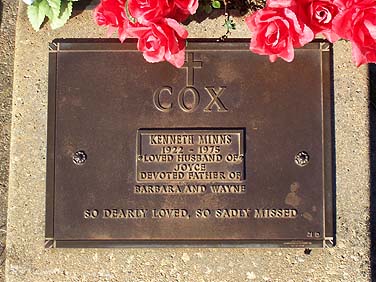 COX
KENNETH MINNS
1922 - 1975
"LOVED HUSBAND OF"
JOYCE
DEVOTED FATHER OF
BARBARA AND WAYNE
SO DEARLY LOVED, SO SADLY MISSED